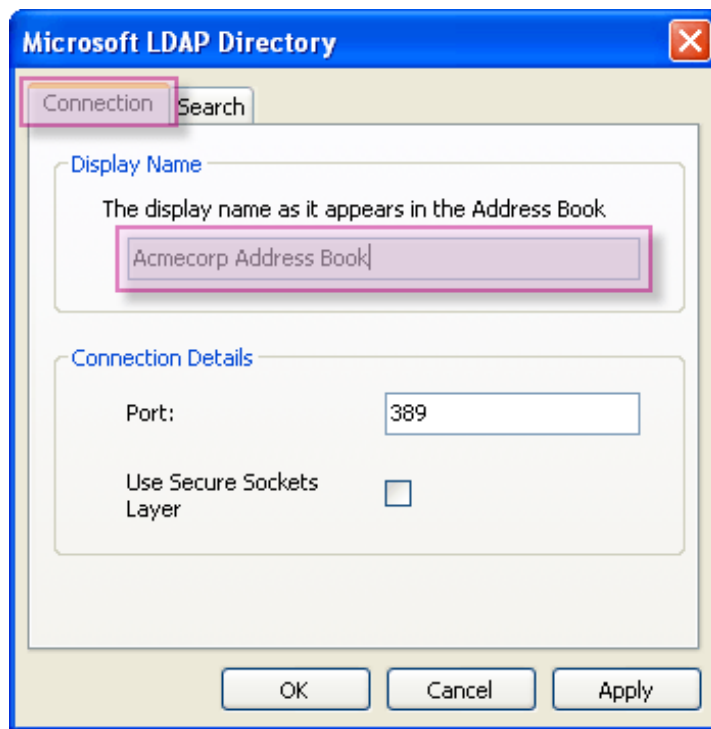 Microsoft LDAP Directory
Connection
Search
Display Name
The display name as it appears in the Address Book
Acmecorp Address Book
Connection Details
Port:
389
Use Secure Sockets
Layer
OK
Cancel
Apply